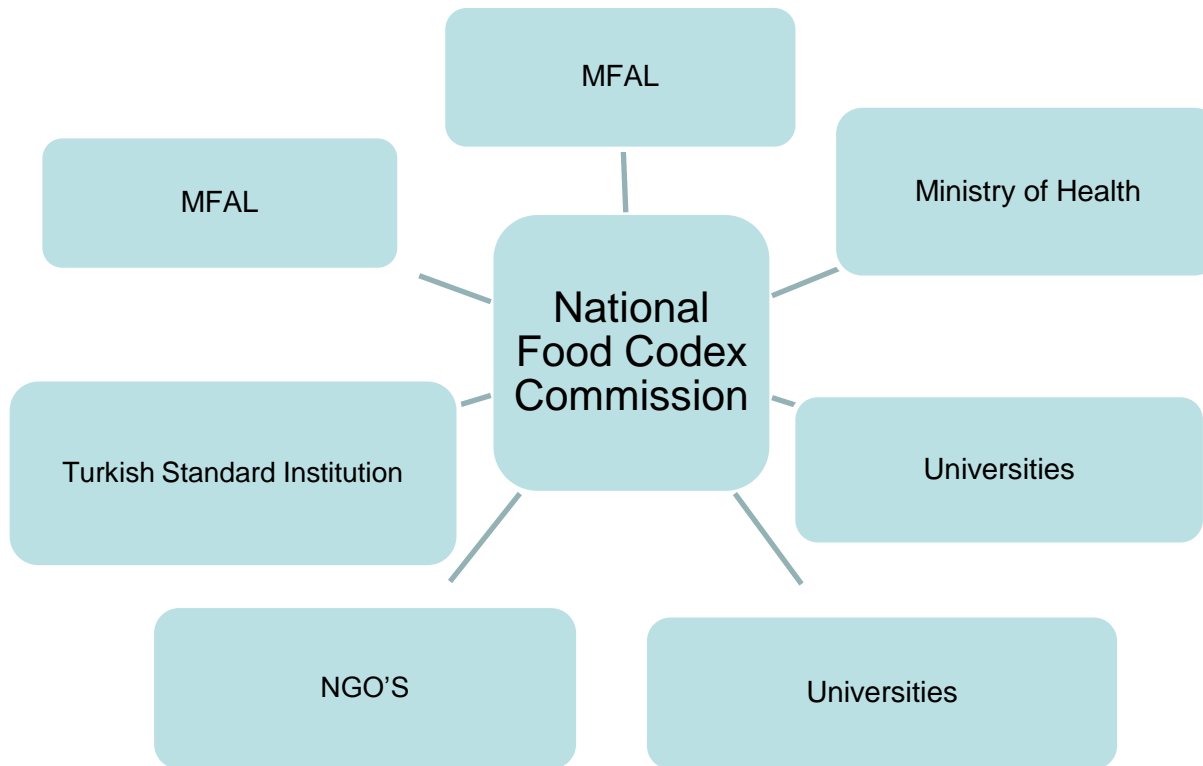 MFAL
MFAL
Ministry of Health
National
Food Codex
Commission
Turkish Standard Institution
Universities
NGO’S
Universities